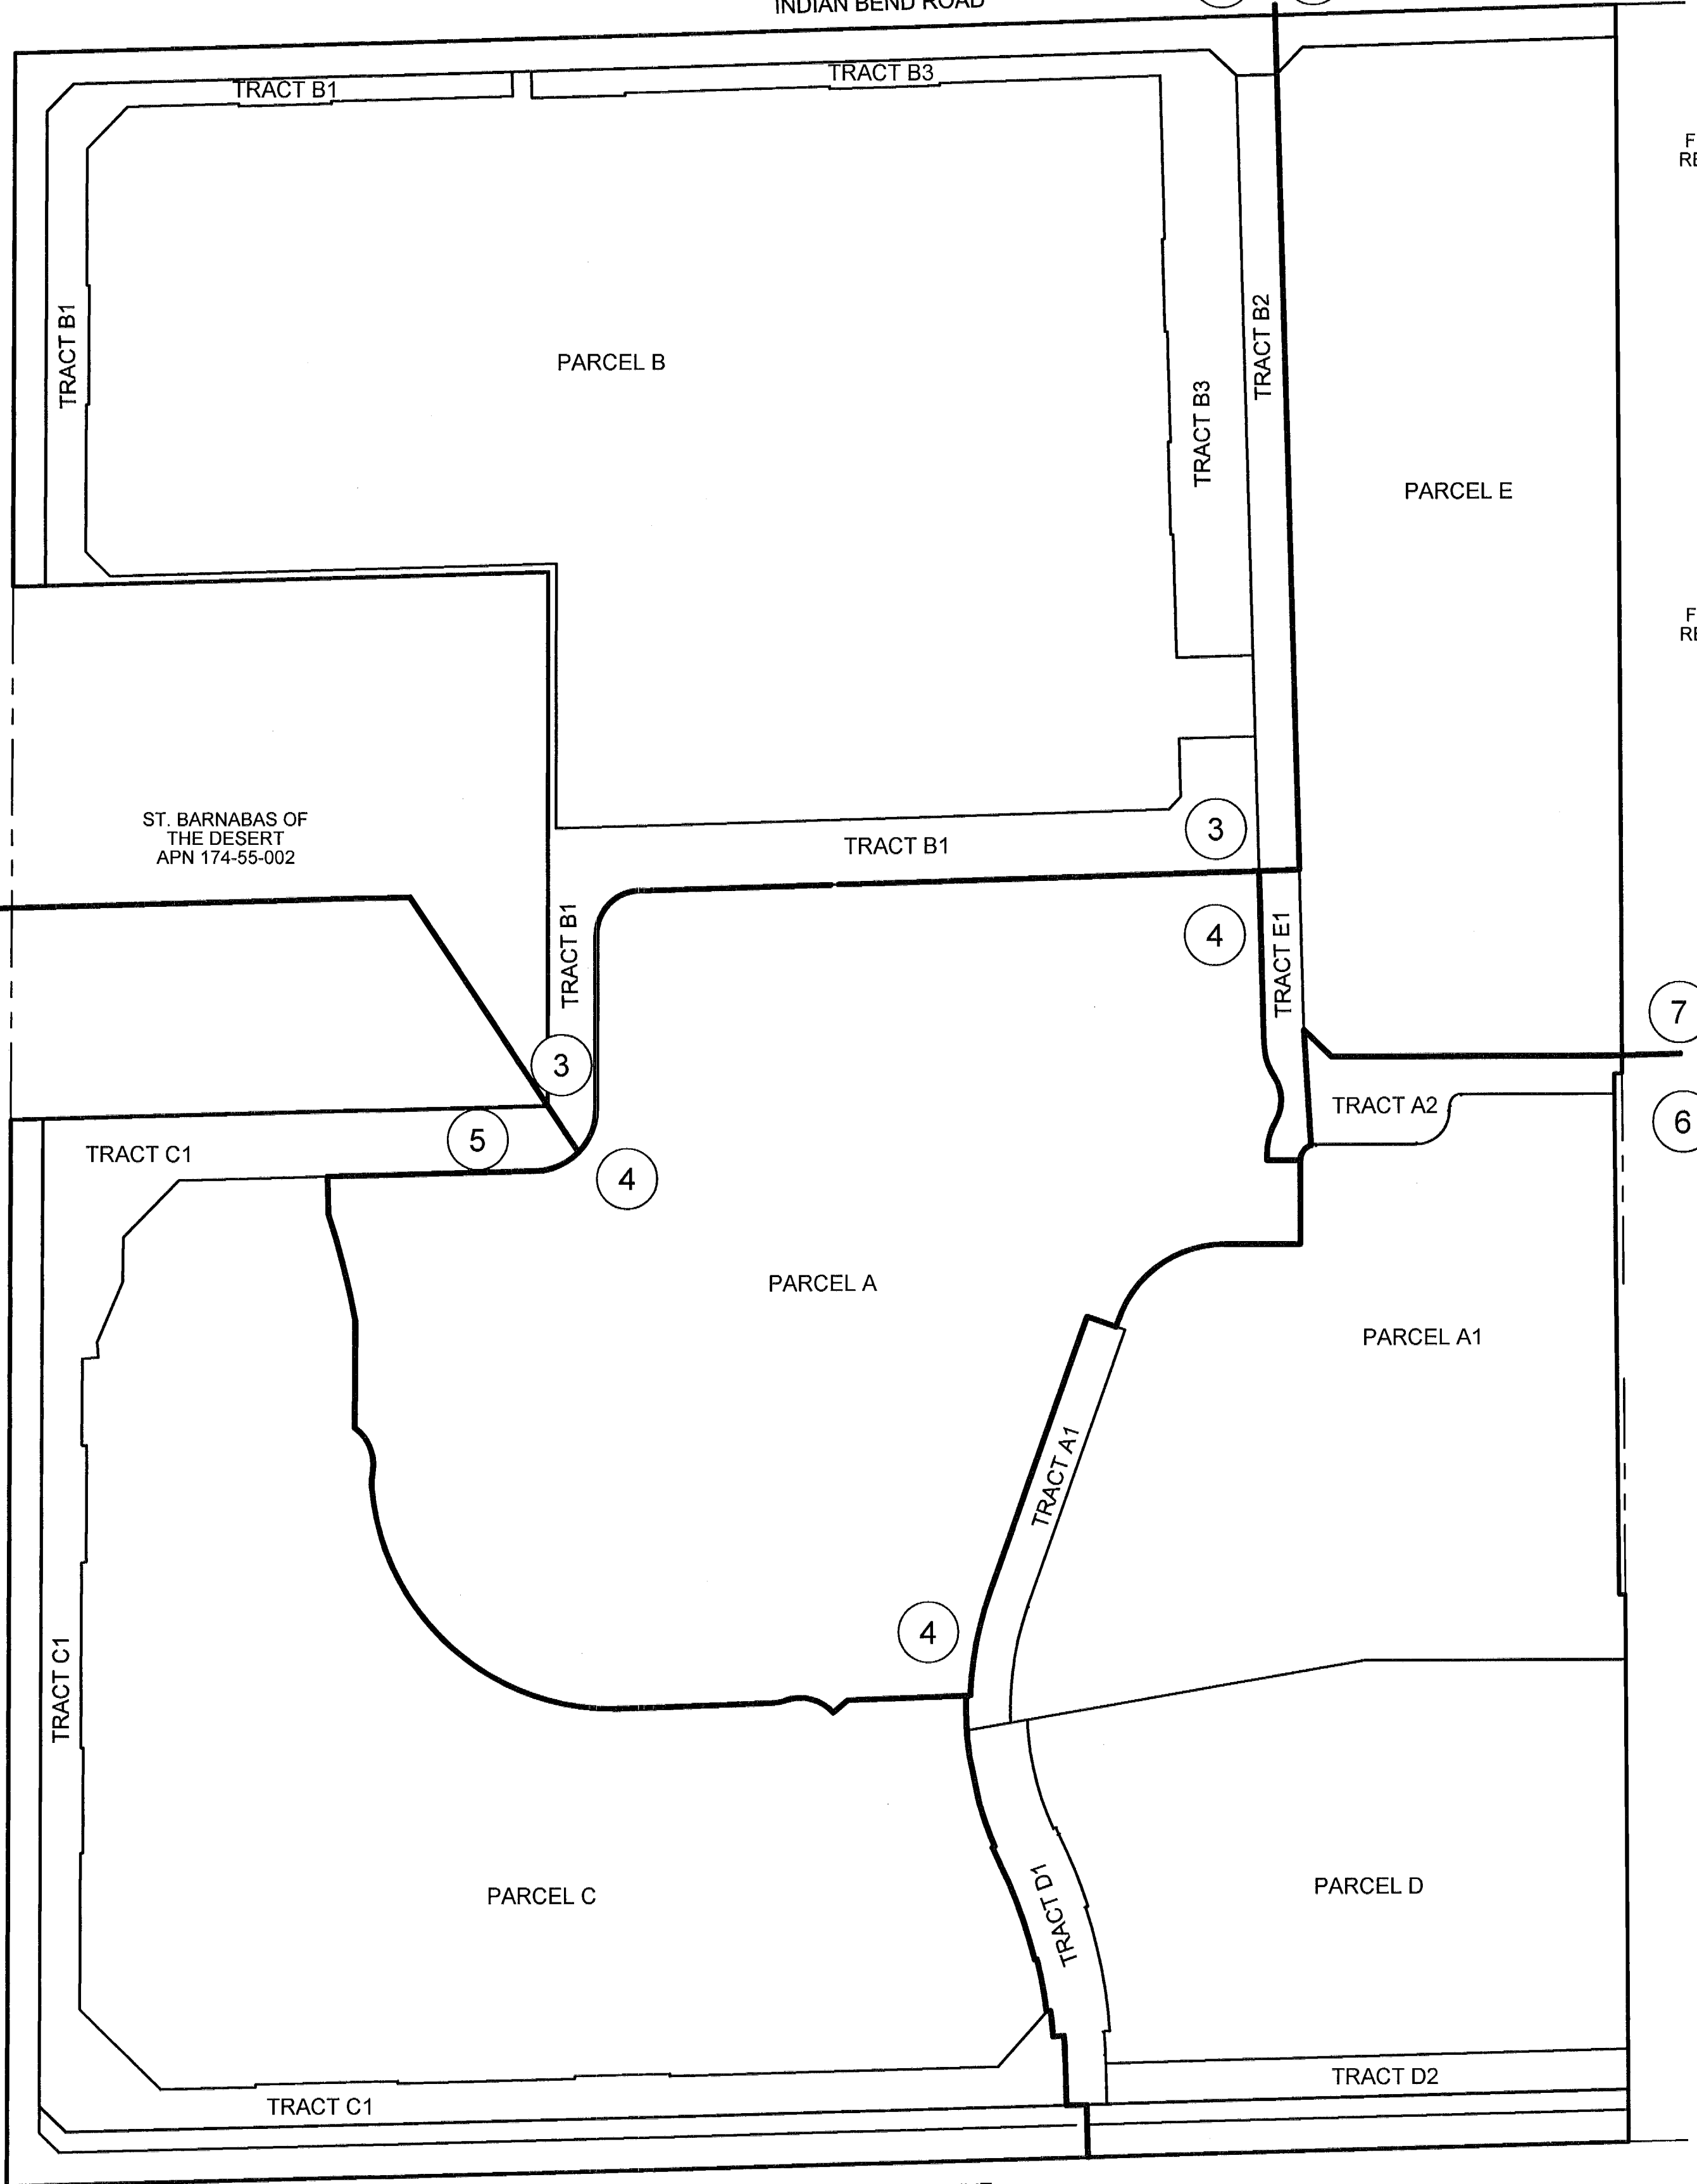 INDIAN BEND ROAD
TRACT B1
TRACT B3
TRACT B1
PARCEL B
TRACT B2
TRACT B3
PARCEL E
ST. BARNABAS OF
THE DESERT
APN 174-55-002
3
TRACT B1
4
TRACT B1
TRACT E1
7
3
TRACT A2
6
5
TRACT C1
4
PARCEL A
PARCEL A1
TRACT A1
4
TRACT C1
PARCEL C
PARCEL D
TRACT D1
TRACT D2
TRACT C1